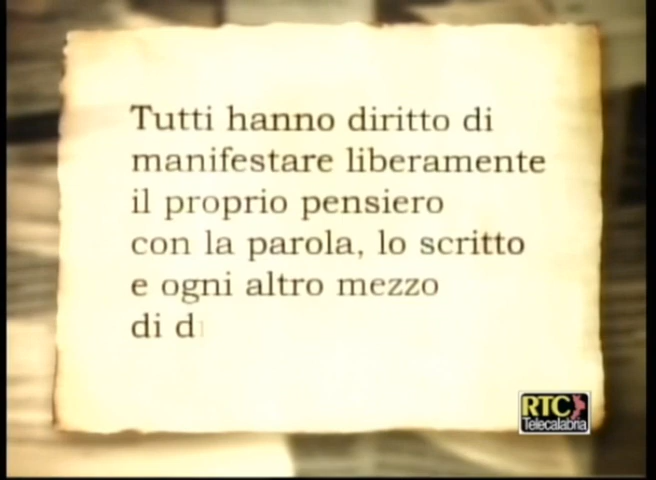 Tutti hanno diritto di
manifestare liberamente
il proprio pensiero
con la parola, lo scritto
e ogni altro mezzo
di d
RTC
Telecalabria